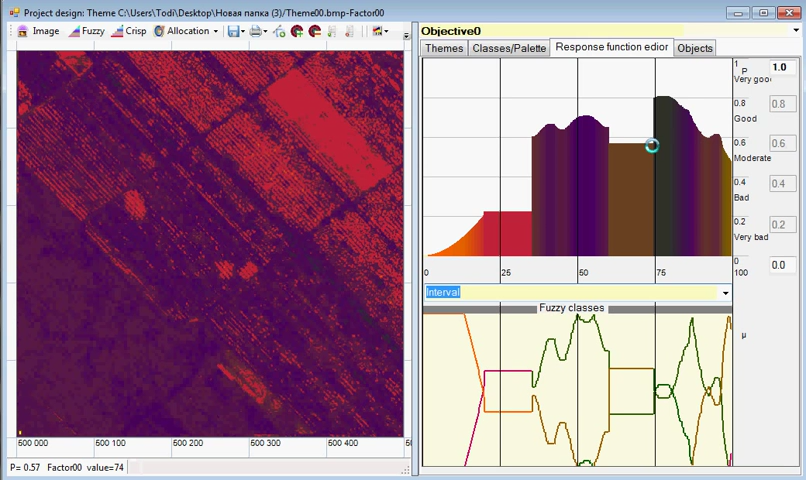 Project design: Theme C:\Users\Todi\Desktop\Новая папка (3)/Theme00.bmp-Factor00
Image Fuzzy Crisp Allocation
Objective0
Themes Classes/Palette Response function edior Objects
1
P 1.0
Very good
0.8 0.8
Good
0.6 0.6
Moderate
0.4 0.4
Bad
0.2 0.2
Very bad
0 0.0
0 25 50 75 100
Interval
Fuzzy classes
μ
500 000 500 100 500 200 500 300 500 400
P= 0.57 Factor00 value=74